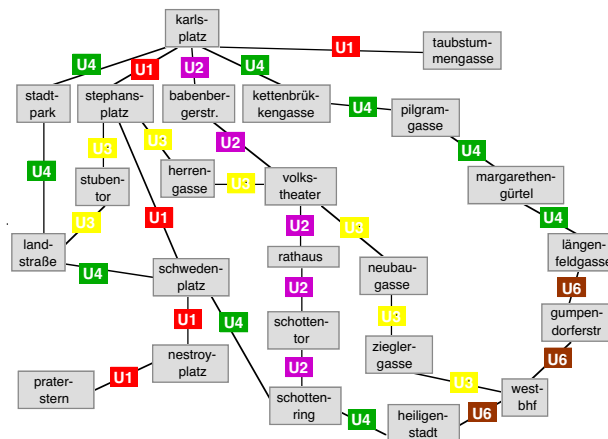 karls-
platz
U1
taubstum-
mengasse
U4
U1
U2
U4
stadt-
park
stephans-
platz
babenber-
gerstr.
kettenbrük-
kengasse
U4
pilgram-
gasse
U4
U3
U3
U2
U4
margarethen-
gürtel
stuben-
tor
herren-
gasse
U3
volks-
theater
U3
U1
U2
U3
U4
land-
straße
längen-
feldgasse
U4
schweden-
platz
rathaus
neubau-
gasse
U6
U1
U4
schotten-
tor
U3
gumpen-
dorferstr
nestroy-
platz
ziegler-
gasse
U6
prater-
stern
U1
U2
U3
west-
bhf
schotten-
ring
U4
heiligen-
stadt
U6